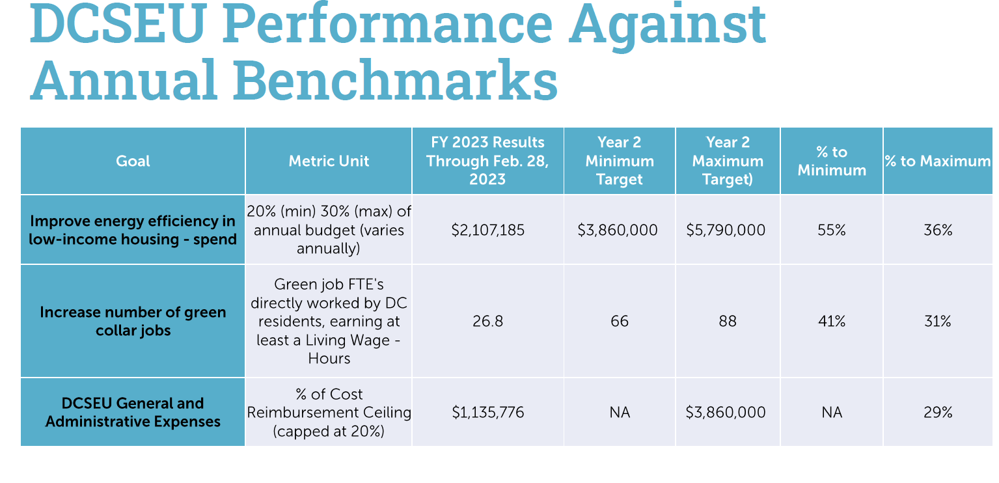 DCSEU Performance Against
Annual Benchmarks
Goal
Metric Unit
FY 2023 Results
Through Feb. 28,
2023
Year 2
Minimum
Target
Year 2
Maximum
Target)
% to
Minimum
% to Maximum
Improve energy efficiency in
low-income housing - spend
20% (min) 30% (max) of
annual budget (varies
annually)
$2,107,185
$3,860,000
$5,790,000
55%
36%
Increase number of green
collar jobs
Green job FTE's
directly worked by DC
residents, earning at
least a Living Wage -
Hours
26.8
66
88
41%
31%
DCSEU General and
Administrative Expenses
% of Cost
Reimbursement Ceiling
(capped at 20%)
$1,135,776
NA
$3,860,000
NA
29%